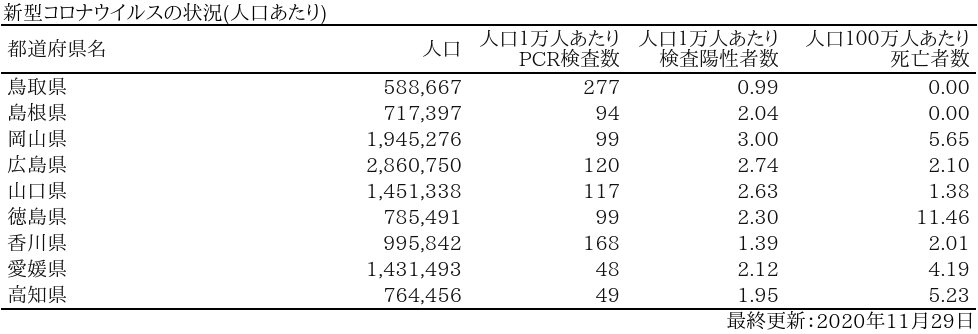 新型コロナウイルスの状況(人口あたり)
都道府県名 人口 人口1万人あたりPCR検査数 人口1万人あたり検査陽性者数 人口100万人あたり死亡者数
鳥取県 588,667 277 0.99 0.00
島根県 717,397 94 2.04 0.00
岡山県 1,945,276 99 3.00 5.65
広島県 2,860,750 120 2.74 2.10
山口県 1,451,338 117 2.63 1.38
徳島県 785,491 99 2.30 11.46
香川県 995,842 168 1.39 2.01
愛媛県 1,431,493 48 2.12 4.19
高知県 764,456 49 1.95 5.23
最終更新：2020年11月29日